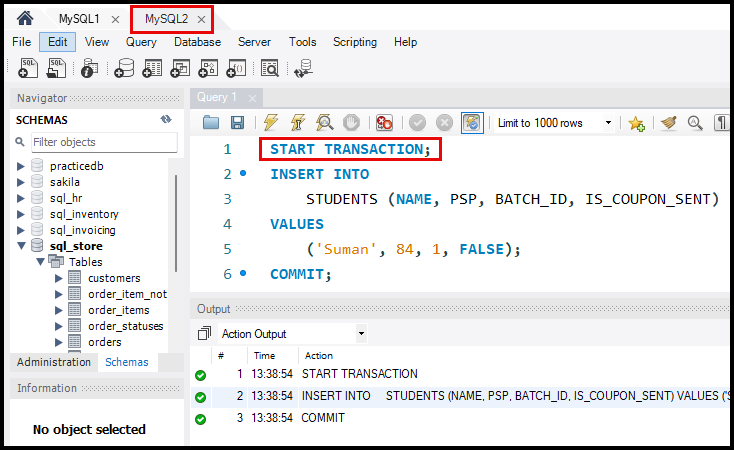 MySQL1 × MySQL2 ×
File Edit View Query Database Server Tools Scripting Help
Navigator
SCHEMAS
Filter objects
practicedb
sakila
sql_hr
sql_inventory
sql_invoicing
sql_store
Tables
customers
order_item_not
order_items
order_statuses
orders
Administration Schemas
Information
No object selected
Query 1 ×
Limit to 1000 rows
1 START TRANSACTION;
2 INSERT INTO
3 STUDENTS (NAME, PSP, BATCH_ID, IS_COUPON_SENT)
4 VALUES
5 ('Suman', 84, 1, FALSE);
6 COMMIT;
Output
Action Output
# Time Action
1 13:38:54 START TRANSACTION
2 13:38:54 INSERT INTO STUDENTS (NAME, PSP, BATCH_ID, IS_COUPON_SENT) VALUES ('S
3 13:38:54 COMMIT